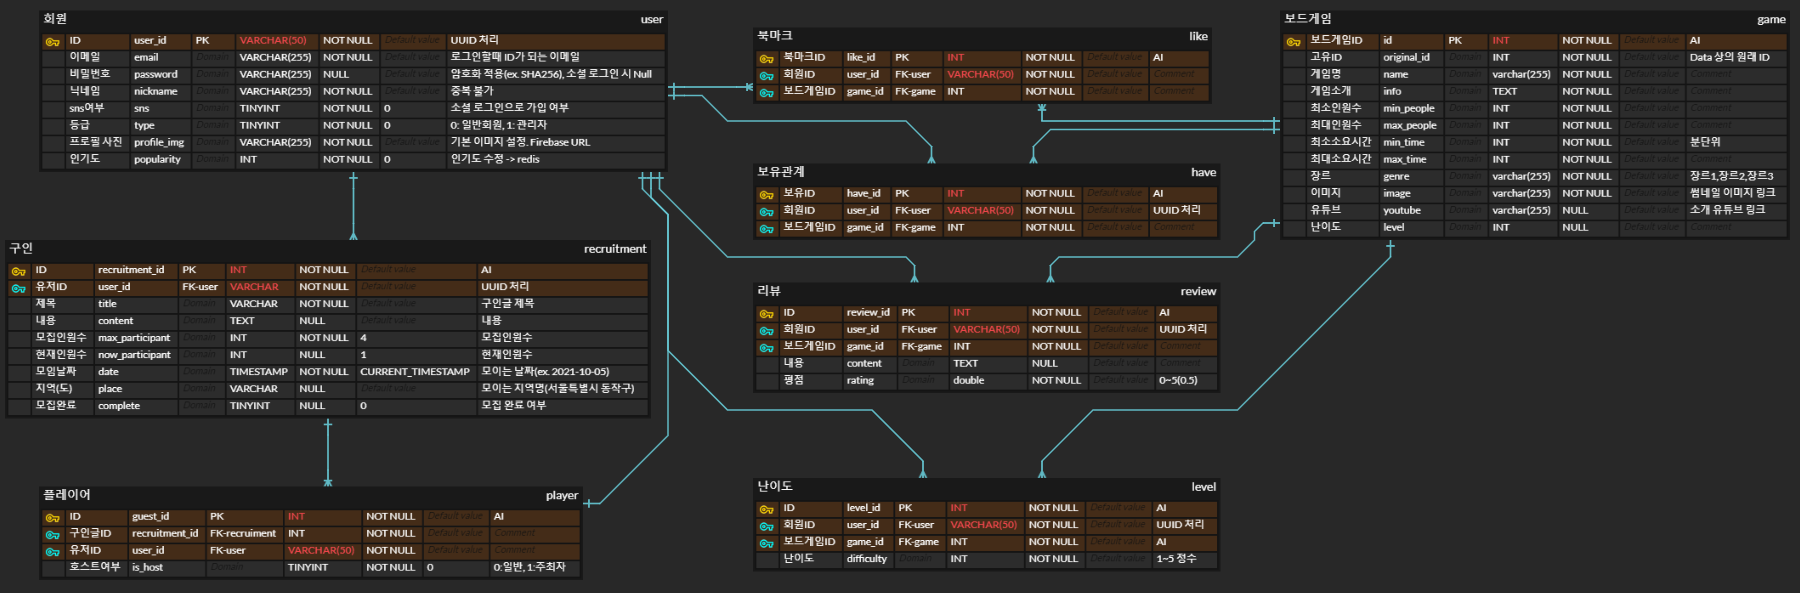 회원 user
ID user_id PK VARCHAR(50) NOT NULL Default value UUID 처리
이메일 email Domain VARCHAR(255) NOT NULL Default value 로그인할때 ID가 되는 이메일
비밀번호 password Domain VARCHAR(255) NULL Default value 암호화 적용(ex. SHA256), 소셜 로그인 시 Null
닉네임 nickname Domain VARCHAR(255) NOT NULL Default value 중복 불가
sns여부 sns Domain TINYINT NOT NULL 0 소셜 로그인으로 가입 여부
등급 type Domain TINYINT NOT NULL 0 0: 일반회원, 1: 관리자
프로필 사진 profile_img Domain VARCHAR(255) NOT NULL Default value 기본 이미지 설정. Firebase URL
인기도 popularity Domain INT NOT NULL 0 인기도 수정 -> redis
북마크 like
북마크ID like_id PK INT NOT NULL Default value AI
회원ID user_id FK-user VARCHAR(50) NOT NULL Default value Comment
보드게임ID game_id FK-game INT NOT NULL Default value Comment
보드게임 game
보드게임ID id PK INT NOT NULL Default value AI
고유ID original_id Domain INT NOT NULL Default value Data 상의 원래 ID
게임명 name Domain varchar(255) NOT NULL Default value Comment
게임소개 info Domain TEXT NOT NULL Default value Comment
최소인원수 min_people Domain INT NOT NULL Default value Comment
최대인원수 max_people Domain INT NOT NULL Default value Comment
최소소요시간 min_time Domain INT NOT NULL Default value 분단위
최대소요시간 max_time Domain INT NOT NULL Default value Comment
장르 genre Domain varchar(255) NOT NULL Default value 장르1,장르2,장르3
이미지 image Domain varchar(255) NOT NULL Default value 썸네일 이미지 링크
유튜브 youtube Domain varchar(255) NULL Default value 소개 유튜브 링크
난이도 level Domain INT NULL Default value Comment
보유관계 have
보유ID have_id PK INT NOT NULL Default value AI
회원ID user_id FK-user VARCHAR(50) NOT NULL Default value UUID 처리
보드게임ID game_id FK-game INT NOT NULL Default value Comment
구인 recruitment
ID recruitment_id PK INT NOT NULL Default value AI
유저ID user_id FK-user VARCHAR NOT NULL Default value UUID 처리
제목 title Domain VARCHAR NOT NULL Default value 구인글 제목
내용 content Domain TEXT NULL Default value 내용
모집인원수 max_participant Domain INT NOT NULL 4 모집인원수
현재인원수 now_participant Domain INT NULL 1 현재인원수
모임날짜 date Domain TIMESTAMP NOT NULL CURRENT_TIMESTAMP 모이는 날짜(ex. 2021-10-05)
지역(도) place Domain VARCHAR NULL Default value 모이는 지역명(서울특별시 동작구)
모집완료 complete Domain TINYINT NULL 0 모집 완료 여부
리뷰 review
ID review_id PK INT NOT NULL Default value AI
회원ID user_id FK-user VARCHAR(50) NOT NULL Default value UUID 처리
보드게임ID game_id FK-game INT NOT NULL Default value Comment
내용 content Domain TEXT NULL Default value Comment
평점 rating Domain double NOT NULL Default value 0~5(0.5)
플레이어 player
ID guest_id PK INT NOT NULL Default value AI
구인글ID recruitment_id FK-recruiment INT NOT NULL Default value Comment
유저ID user_id FK-user VARCHAR(50) NOT NULL Default value Comment
호스트여부 is_host Domain TINYINT NOT NULL 0 0:일반, 1:주최자
난이도 level
ID level_id PK INT NOT NULL Default value AI
회원ID user_id FK-user VARCHAR(50) NOT NULL Default value UUID 처리
보드게임ID game_id FK-game INT NOT NULL Default value AI
난이도 difficulty Domain INT NOT NULL Default value 1~5 정수